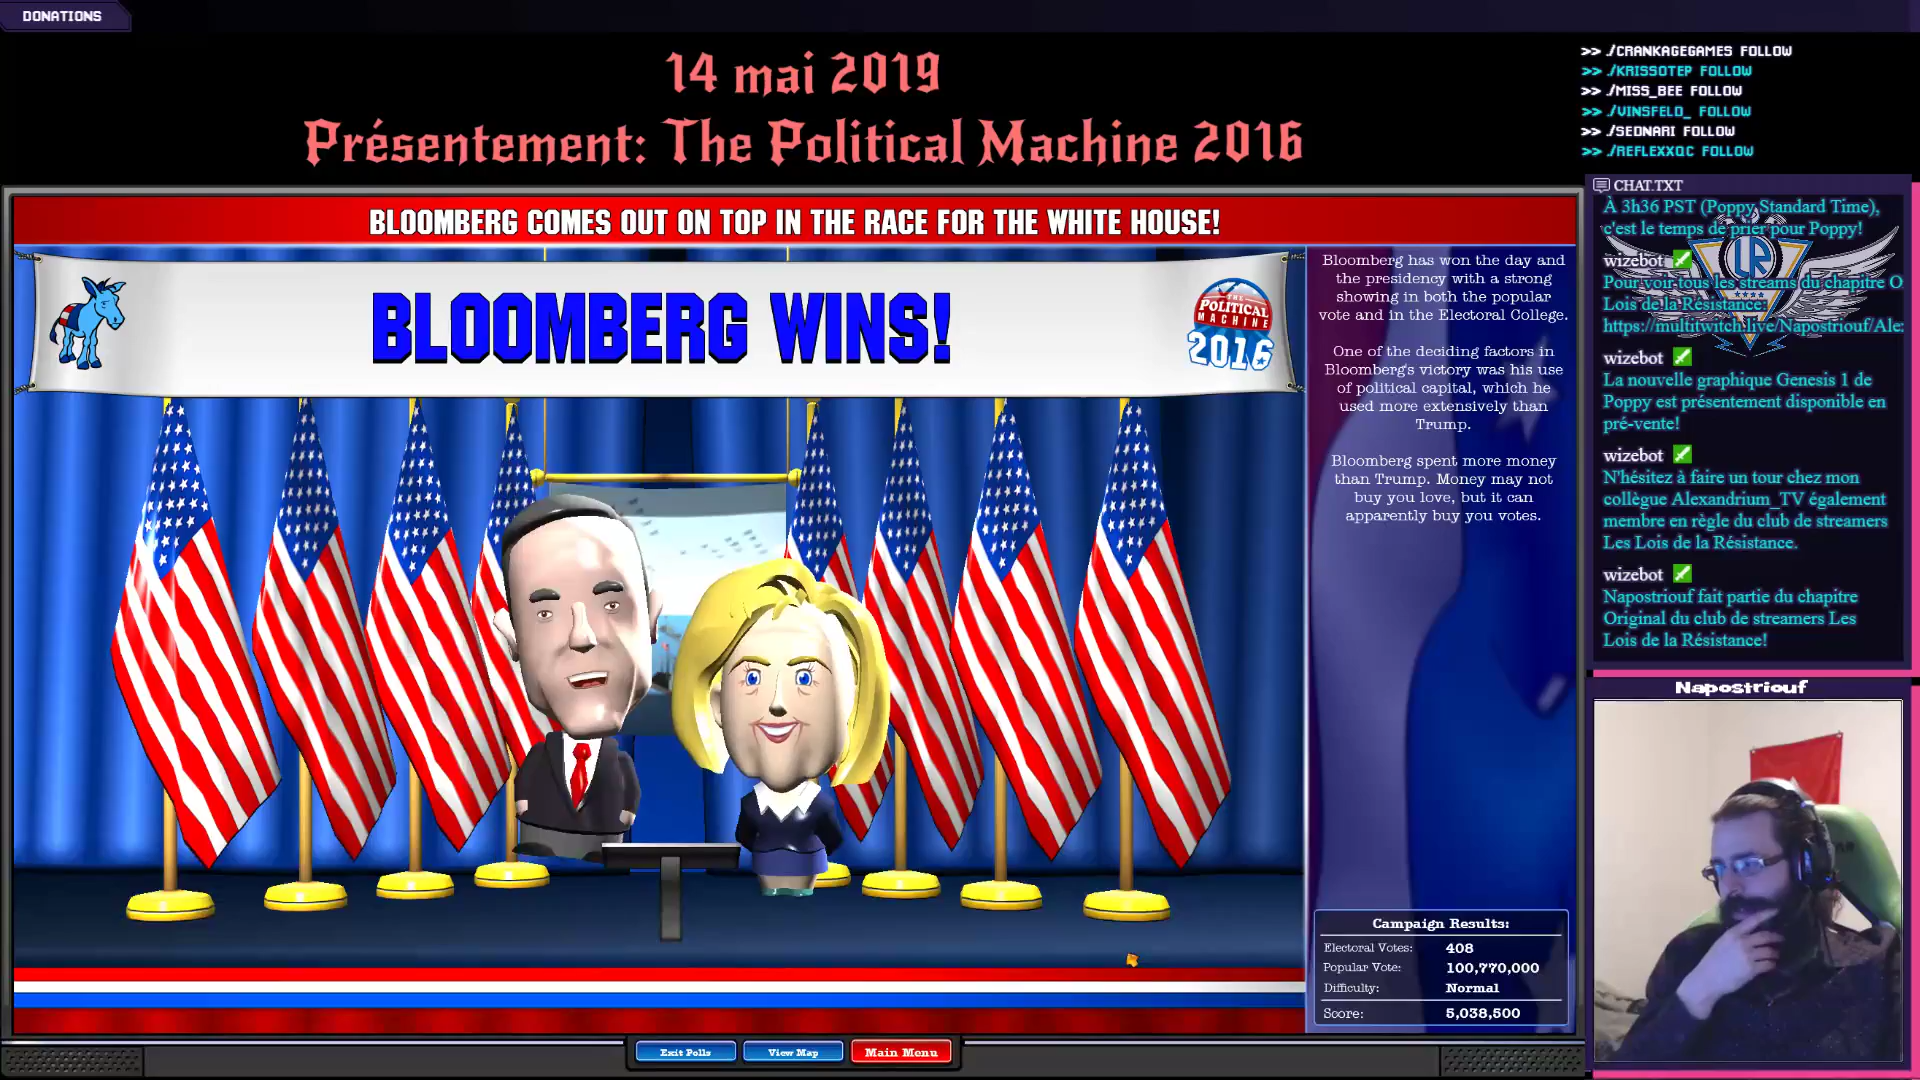 DONATIONS
14 mai 2019
Présentement: The Political Machine 2016
>> ./CRANKAGEGAMES FOLLOW
>> ./KRISSOTEP FOLLOW
>> ./MISS_BEE FOLLOW
>> ./VINSFELD_ FOLLOW
>> ./SEDNARI FOLLOW
>> ./REFLEXXQC FOLLOW
BLOOMBERG COMES OUT ON TOP IN THE RACE FOR THE WHITE HOUSE!
BLOOMBERG WINS!
THE
POLITICAL
MACHINE
2016
Bloomberg has won the day and
the presidency with a strong
showing in both the popular
vote and in the Electoral College.
One of the deciding factors in
Bloomberg's victory was his use
of political capital, which he
used more extensively than
Trump.
Bloomberg spent more money
than Trump. Money may not
buy you love, but it can
apparently buy you votes.
Campaign Results:
Electoral Votes: 408
Popular Vote: 100,770,000
Difficulty: Normal
Score: 5,038,500
Exit Polls
View Map
Main Menu
CHAT.TXT
À 3h36 PST (Poppy Standard Time),
c'est le temps de prier pour Poppy!
wizebot
Pour voir tous les streams du chapitre O
Lois de la Résistance:
https://multitwitch.live/Napostriouf/Ale
wizebot
La nouvelle graphique Genesis 1 de
Poppy est présentement disponible en
pré-vente!
wizebot
N'hésitez à faire un tour chez mon
collègue Alexandrium_TV également
membre en règle du club de streamers
Les Lois de la Résistance.
wizebot
Napostriouf fait partie du chapitre
Original du club de streamers Les
Lois de la Résistance!
LR
Napostriouf